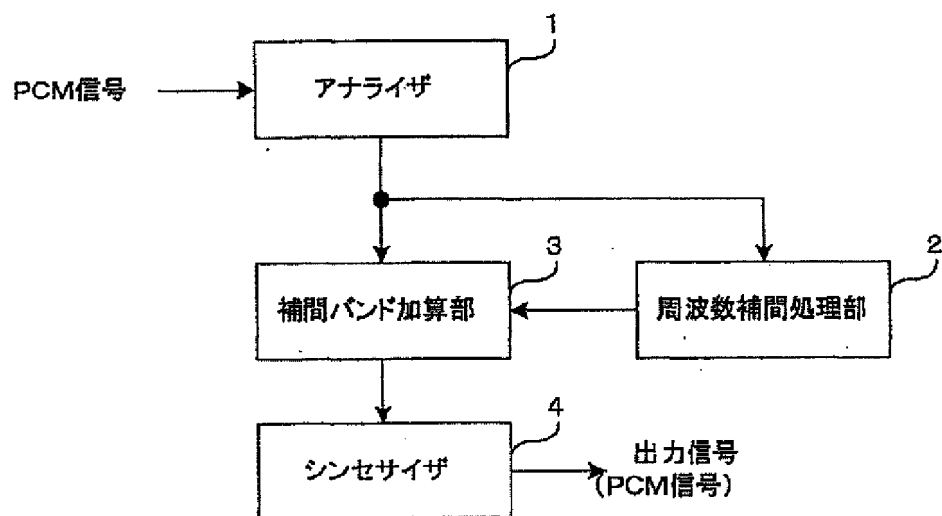 1
PCM信号
アナライザ
3
2
補間バンド加算部
周波数補間処理部
4
シンセサイザ
出力信号
(PCM信号)